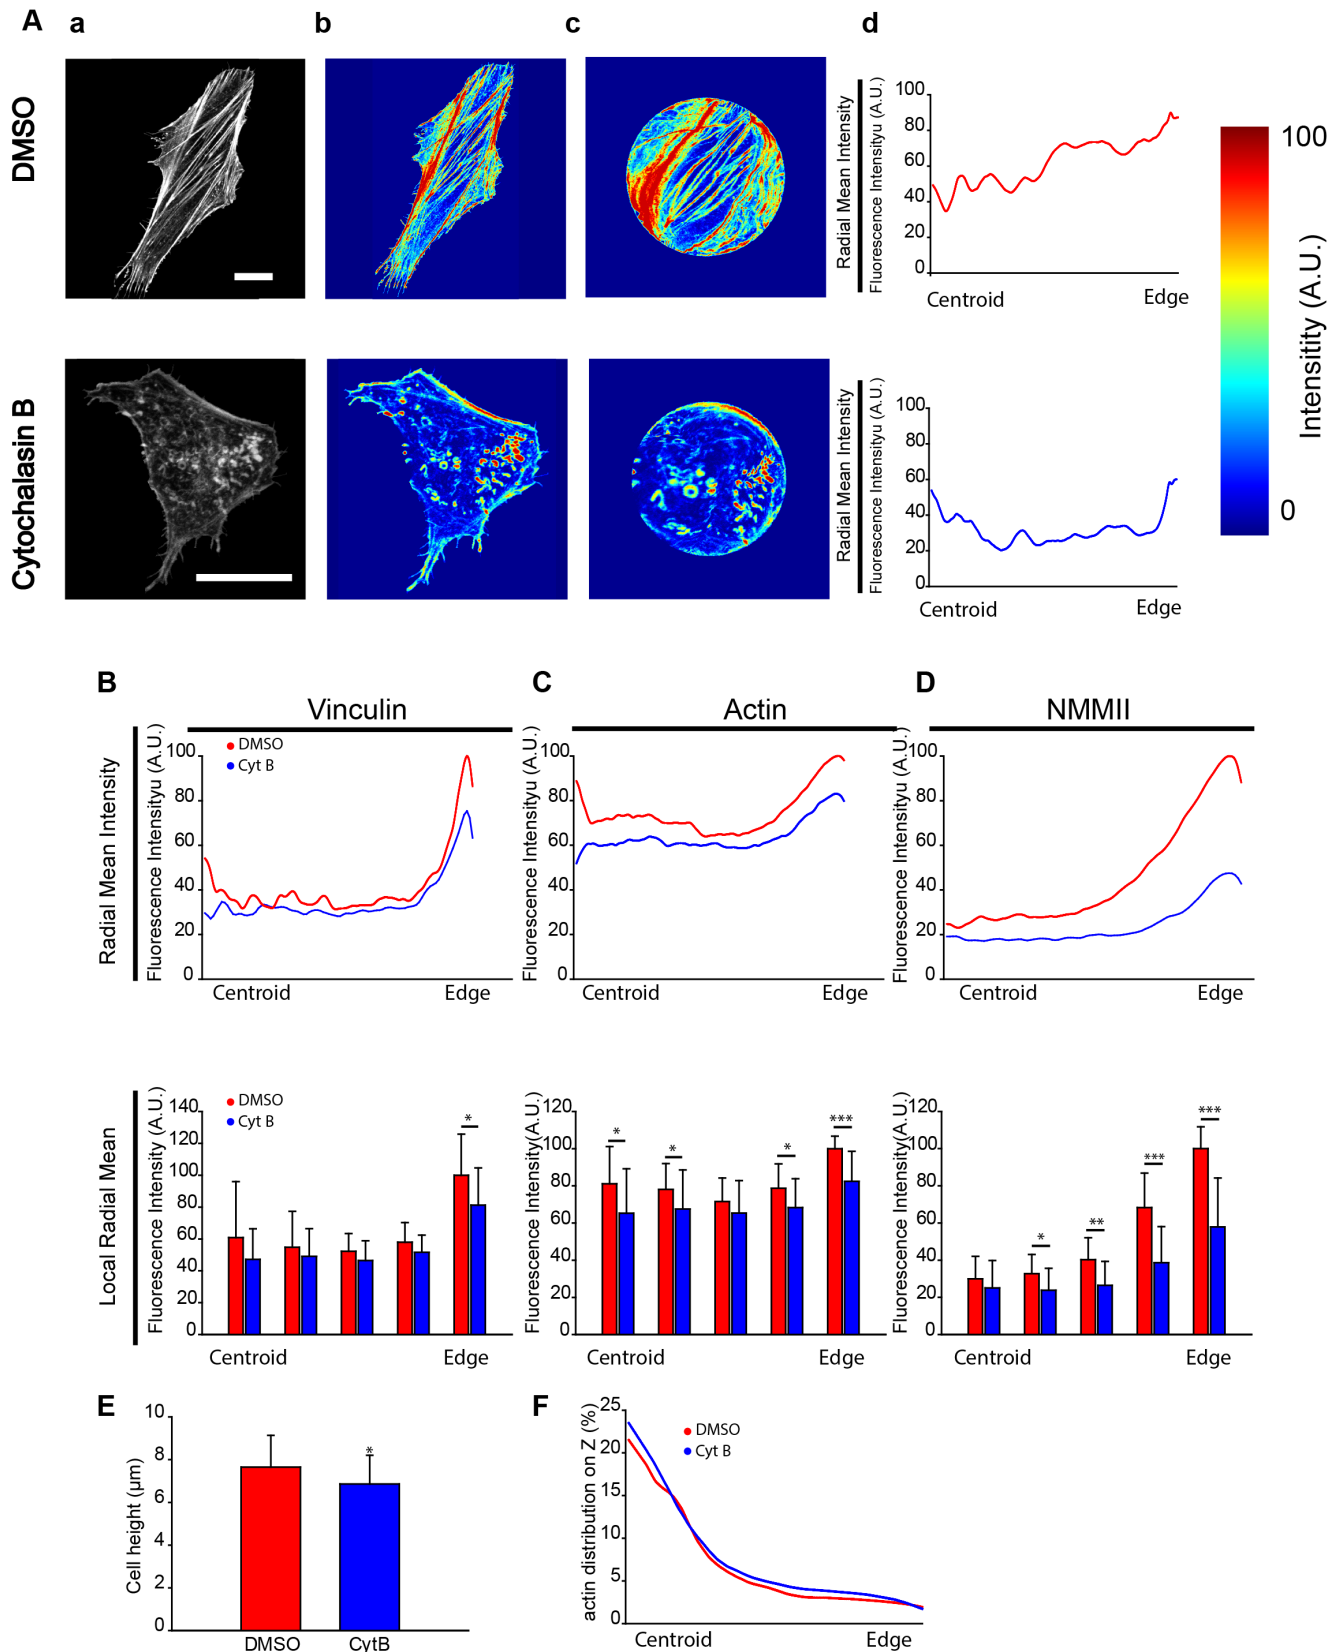 A
a
b
c
d
DMSO
Radial Mean Intensity
Fluorescence Intensityu (A.U.)
100
80
60
40
20
0
Centroid
Edge
100
0
Intensitity (A.U.)
Cytochalasin B
Radial Mean Intensity
Fluorescence Intensityu (A.U.)
100
80
60
40
20
0
Centroid
Edge
B
Vinculin
C
Actin
D
NMMII
Radial Mean Intensity
Fluorescence Intensityu (A.U.)
100
80
60
40
20
0
DMSO
Cyt B
Centroid
Edge
Fluorescence Intensityu (A.U.)
100
80
60
40
20
0
Centroid
Edge
Fluorescence Intensityu (A.U.)
100
80
60
40
20
0
Centroid
Edge
Local Radial Mean
Fluorescence Intensity (A.U.)
140
120
100
80
60
40
20
0
DMSO
Cyt B
*
Centroid
Edge
Fluorescence Intensity(A.U.)
120
100
80
60
40
20
0
*
*
*
***
Centroid
Edge
Fluorescence Intensity(A.U.)
120
100
80
60
40
20
0
*
**
***
***
Centroid
Edge
E
Cell height (μm)
10
8
6
4
2
0
*
DMSO
CytB
F
actin distribution on Z (%)
25
20
15
10
5
0
DMSO
Cyt B
Centroid
Edge